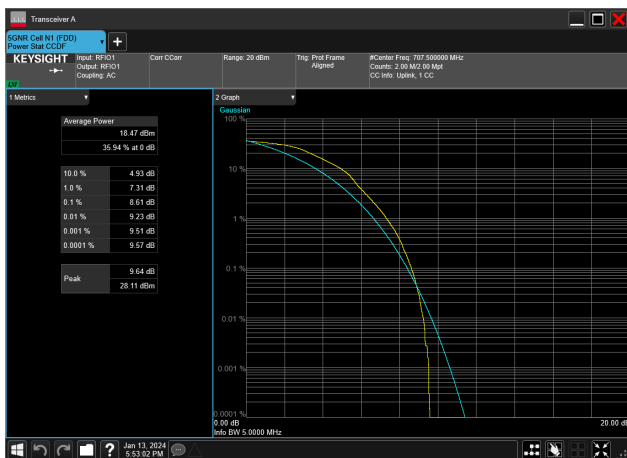 Transceiver A
5GNR Cell N1 (FDD)
Power Stat CCDF
KEYSIGHT
LXI
Input: RFIO1
Output: RFIO1
Coupling: AC
Corr CCorr
Range: 20 dBm
Trig: Prot Frame
Aligned
#Center Freq: 707.500000 MHz
Counts: 2.00 M/2.00 Mpt
CC Info: Uplink, 1 CC
1 Metrics
Average Power
18.47 dBm
35.94 % at 0 dB
10.0 % 4.93 dB
1.0 % 7.31 dB
0.1 % 8.61 dB
0.01 % 9.23 dB
0.001 % 9.51 dB
0.0001 % 9.57 dB
Peak
9.64 dB
28.11 dBm
2 Graph
Gaussian
100 %
10 %
1 %
0.1 %
0.01 %
0.001 %
0.0001 %
0.00 dB
20.00 dB
Info BW 5.0000 MHz
Jan 13, 2024
5:53:02 PM